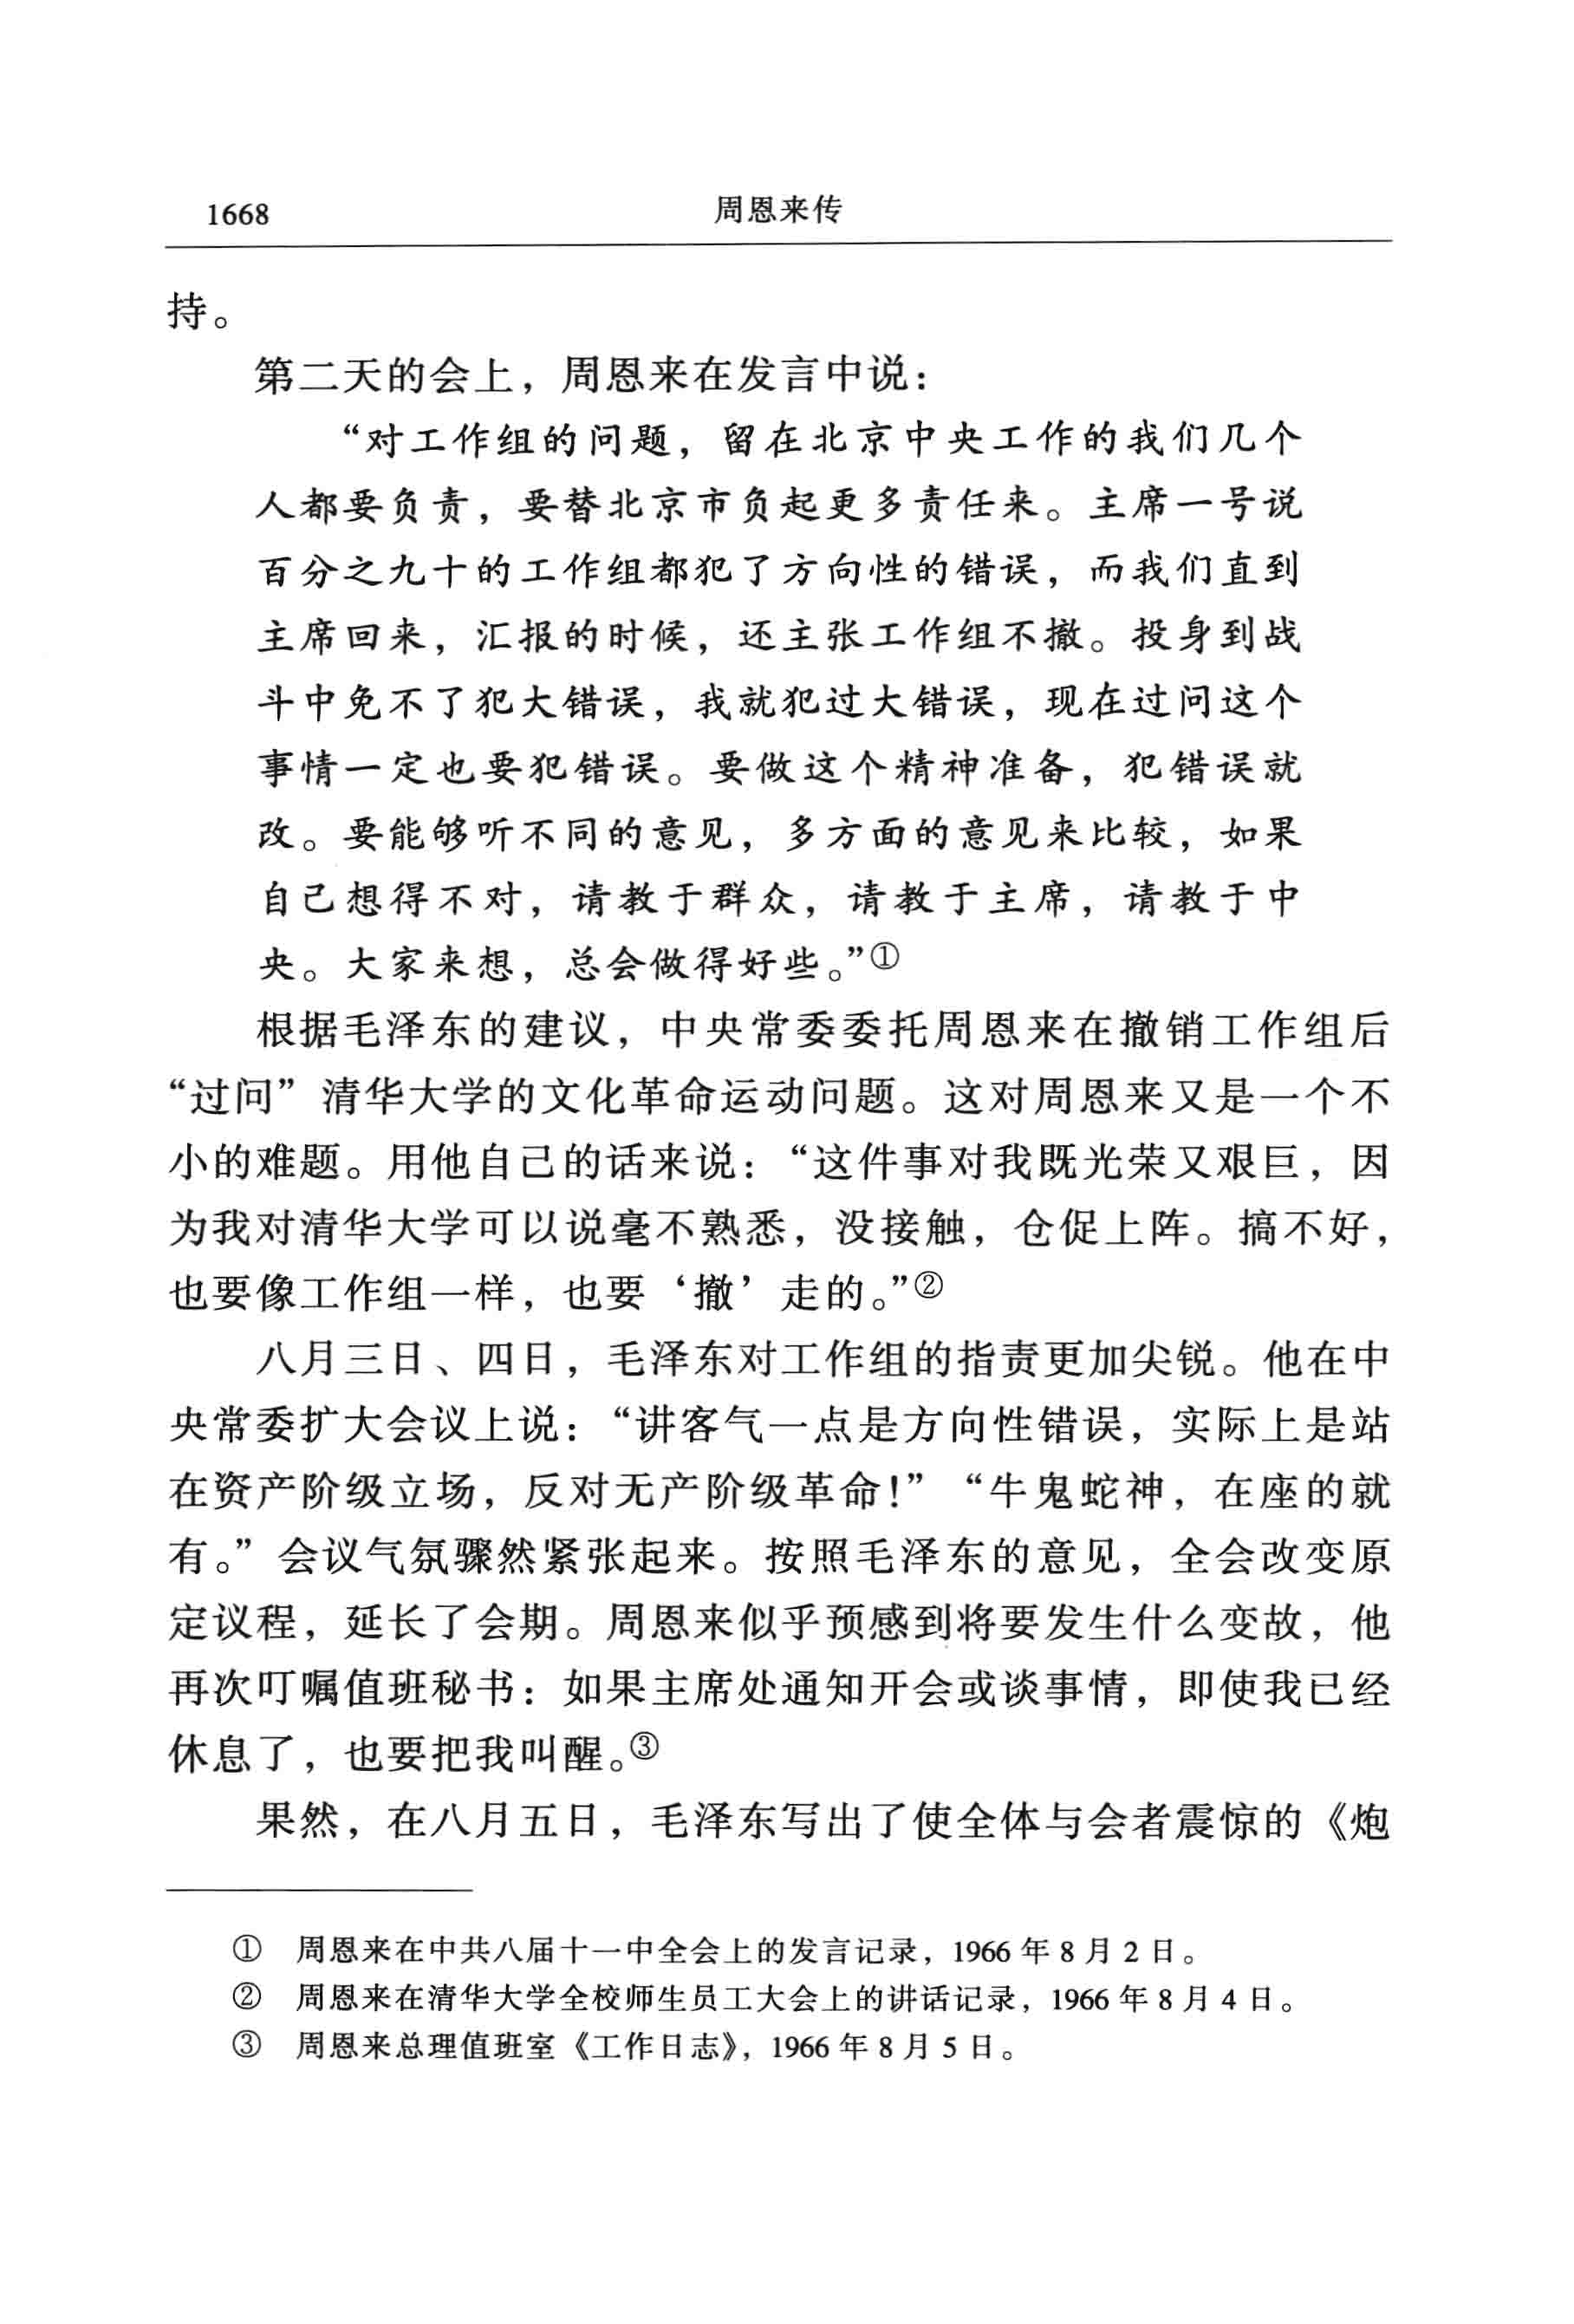 1668
周恩来传
持。
第二天的会上，周恩来在发言中说：
“对工作组的问题，留在北京中央工作的我们几个
人都要负责，要替北京市负起更多责任来。主席一号说
百分之九十的工作组都犯了方向性的错误，而我们直到
主席回来，汇报的时候，还主张工作组不撤。投身到战
斗中免不了犯大错误，我就犯过大错误，现在过问这个
事情一定也要犯错误。要做这个精神准备，犯错误就
改。要能够听不同的意见，多方面的意见来比较，如果
自己想得不对，请教于群众，请教于主席，请教于中
央。大家来想，总会做得好些。”①
根据毛泽东的建议，中央常委委托周恩来在撤销工作组后
“过问”清华大学的文化革命运动问题。这对周恩来又是一个不
小的难题。用他自己的话来说：“这件事对我既光荣又艰巨，因
为我对清华大学可以说毫不熟悉，没接触，仓促上阵。搞不好，
也要像工作组一样，也要‘撤’走的。”②
八月三日、四日，毛泽东对工作组的指责更加尖锐。他在中
央常委扩大会议上说：“讲客气一点是方向性错误，实际上是站
在资产阶级立场，反对无产阶级革命！”“牛鬼蛇神，在座的就
有。”会议气氛骤然紧张起来。按照毛泽东的意见，全会改变原
定议程，延长了会期。周恩来似乎预感到将要发生什么变故，他
再次叮嘱值班秘书：如果主席处通知开会或谈事情，即使我已经
休息了，也要把我叫醒。③
果然，在八月五日，毛泽东写出了使全体与会者震惊的《炮
① 周恩来在中共八届十一中全会上的发言记录，1966年8月2日。
② 周恩来在清华大学全校师生员工大会上的讲话记录，1966年8月4日。
③ 周恩来总理值班室《工作日志》，1966年8月5日。